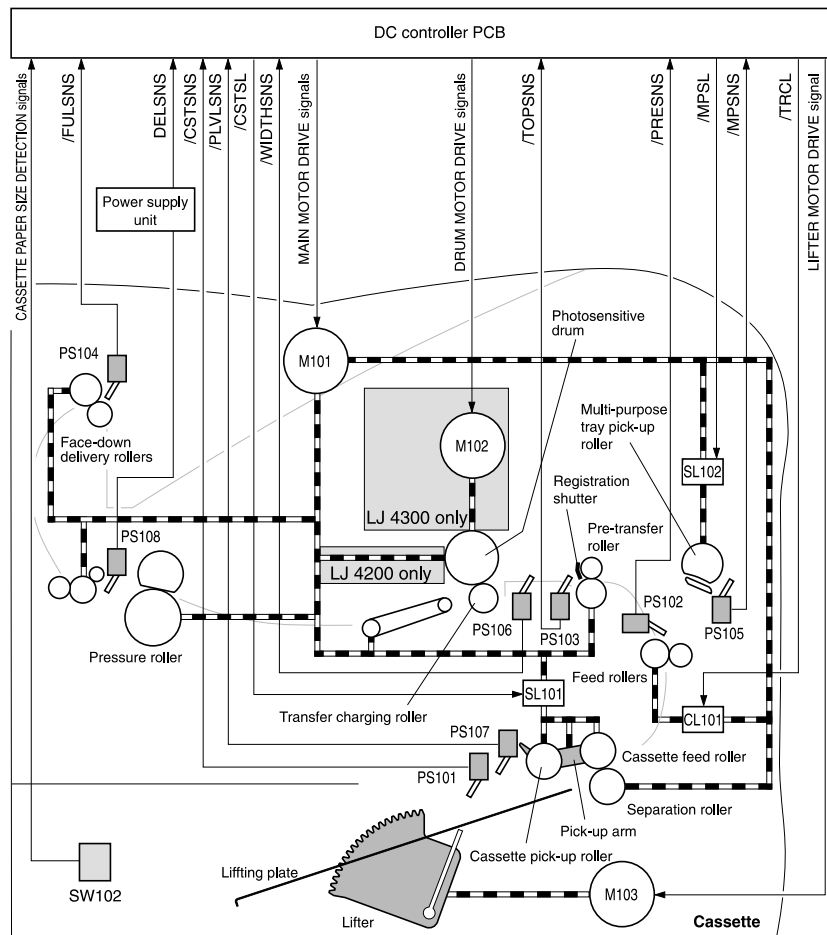 DC controller PCB
CASSETTE PAPER SIZE DETECTION signals
/FULSNS
DELSNS
/CSTSNS
/PLVLSNS
/CSTSL
/WIDTHSNS
MAIN MOTOR DRIVE signals
DRUM MOTOR DRIVE signals
/TOPSNS
/PRESNS
/MPSL
/MPSNS
/TRCL
LIFTER MOTOR DRIVE signals
Power supply
unit
Photosensitive
drum
PS104
M101
Multi-purpose
tray pick-up
roller
Face-down
delivery rollers
M102
SL102
Registration
shutter
LJ 4300 only
Pre-transfer
roller
PS108
LJ 4200 only
PS102
PS106
PS103
PS105
Pressure roller
SL101
Feed rollers
Transfer charging roller
CL101
PS107
PS101
Cassette feed roller
Separation roller
Pick-up arm
Cassette pick-up roller
Liffting plate
SW102
Lifter
M103
Cassette